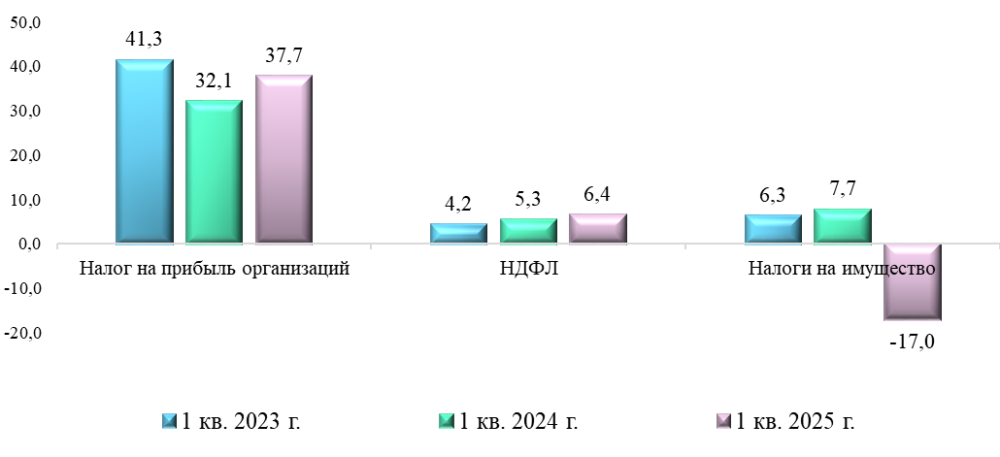 50,0
40,0
30,0
20,0
10,0
0,0
-10,0
-20,0
41,3
32,1
37,7
4,2
5,3
6,4
6,3
7,7
-17,0
Налог на прибыль организаций
НДФЛ
Налоги на имущество
1 кв. 2023 г.
1 кв. 2024 г.
1 кв. 2025 г.